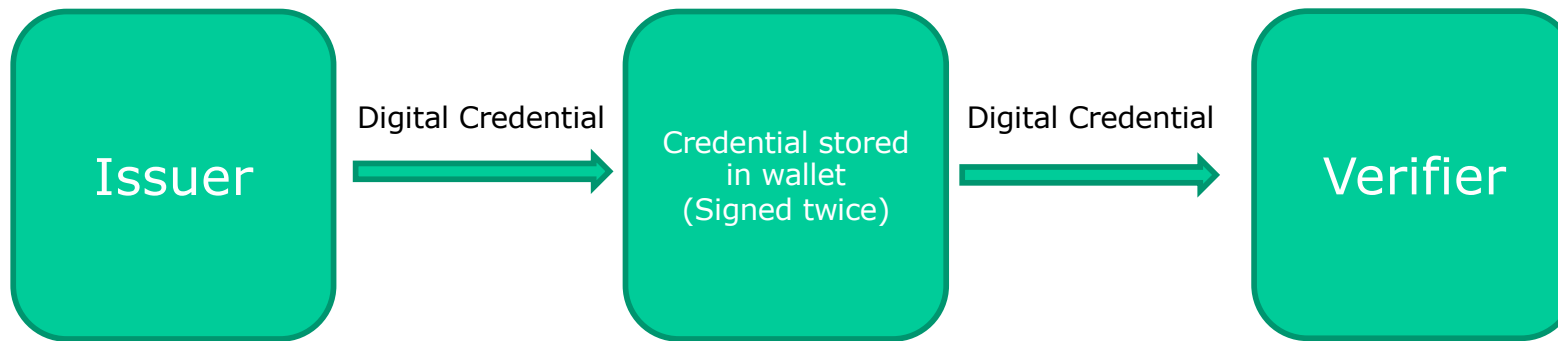 Issuer
Digital Credential
Credential stored
in wallet
(Signed twice)
Digital Credential
Verifier